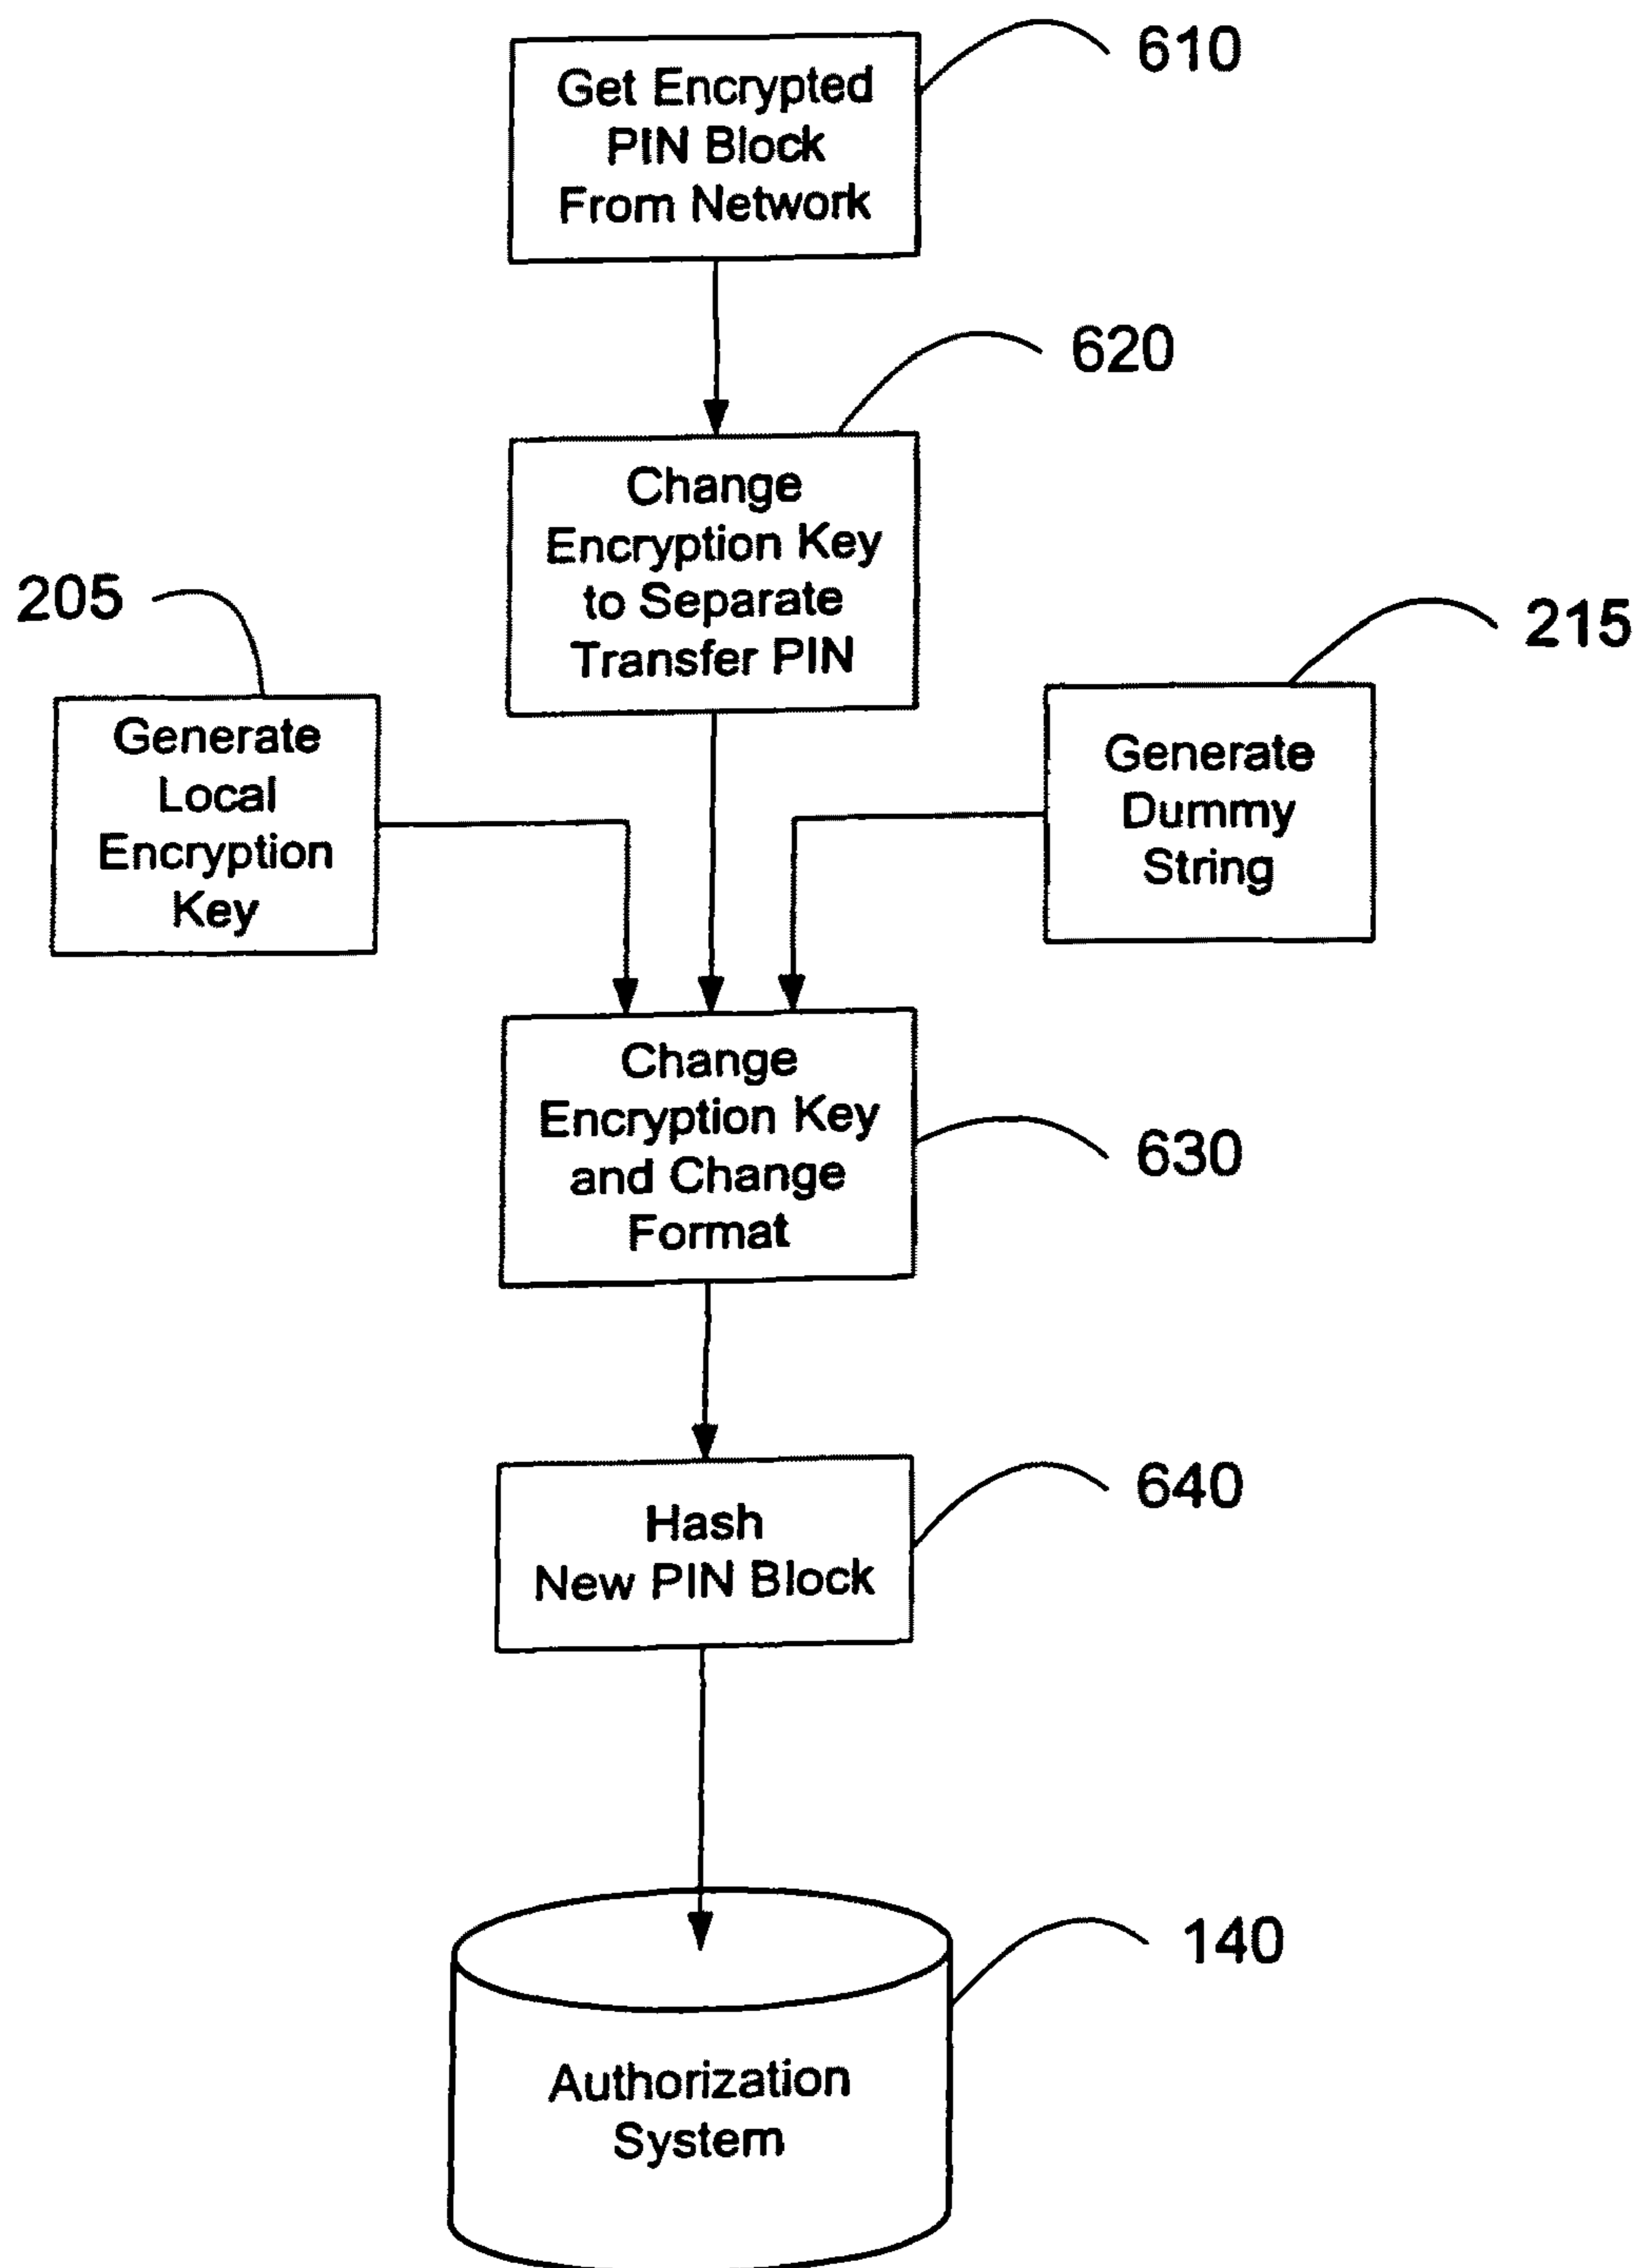 Get Encrypted
PIN Block
From Network
610
Change
Encryption Key
to Separate
Transfer PIN
620
205
Generate
Local
Encryption
Key
215
Generate
Dummy
String
Change
Encryption Key
and Change
Format
630
Hash
New PIN Block
640
140
Authorization
System